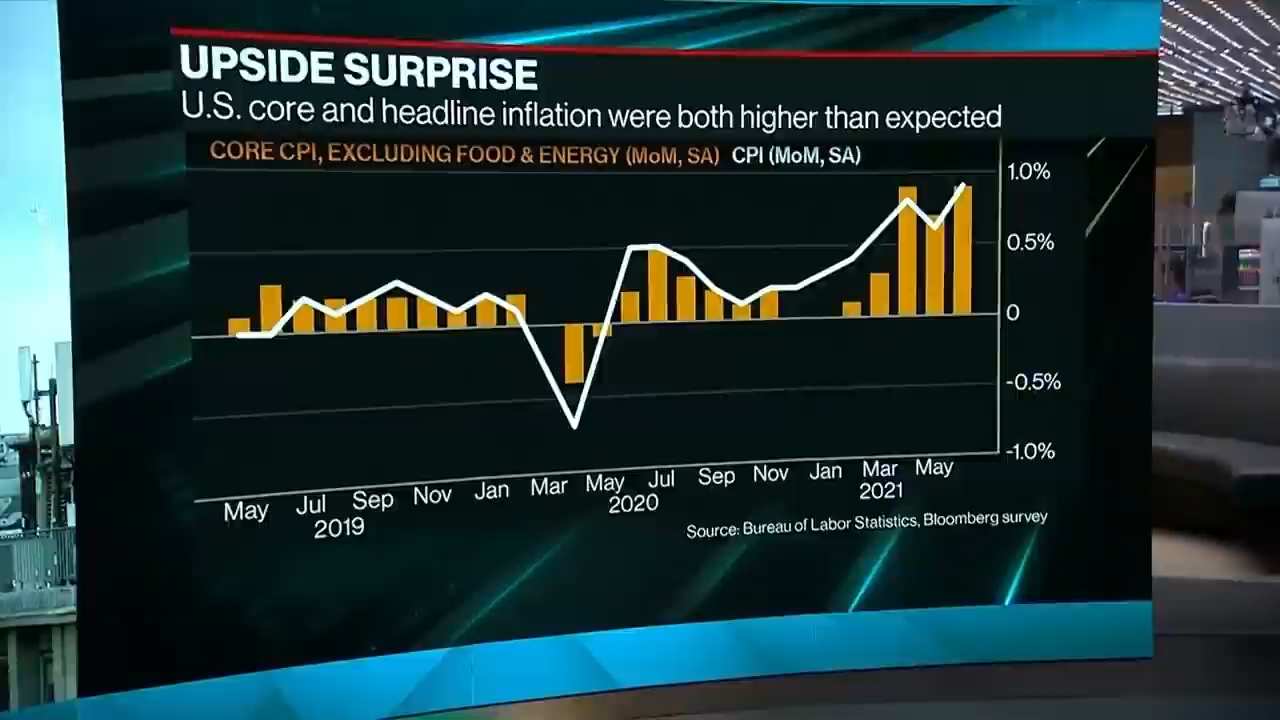 UPSIDE SURPRISE
U.S. core and headline inflation were both higher than expected
CORE CPI, EXCLUDING FOOD & ENERGY (MoM, SA) CPI (MoM, SA)
1.0%
0.5%
0
-0.5%
-1.0%
May Jul Sep Nov Jan Mar May Jul Sep Nov Jan Mar May
2019 2020 2021
Source: Bureau of Labor Statistics, Bloomberg survey